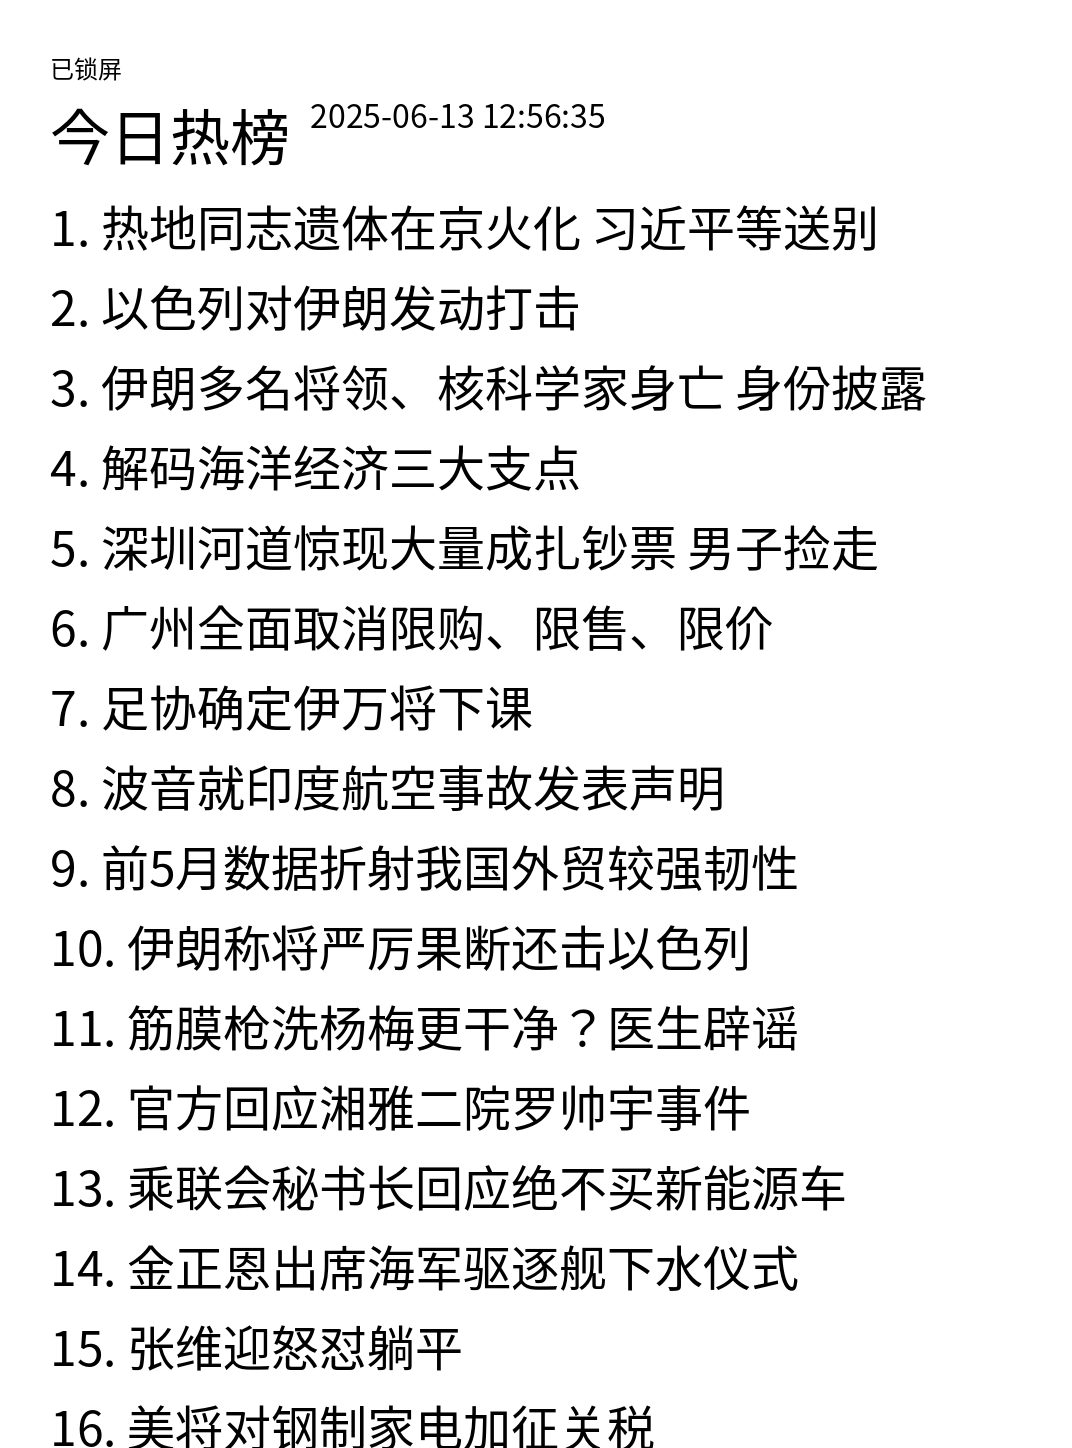 已锁屏
今日热榜 2025-06-13 12:56:35
1. 热地同志遗体在京火化 习近平等送别
2. 以色列对伊朗发动打击
3. 伊朗多名将领、核科学家身亡 身份披露
4. 解码海洋经济三大支点
5. 深圳河道惊现大量成扎钞票 男子捡走
6. 广州全面取消限购、限售、限价
7. 足协确定伊万将下课
8. 波音就印度航空事故发表声明
9. 前5月数据折射我国外贸较强韧性
10. 伊朗称将严厉果断还击以色列
11. 筋膜枪洗杨梅更干净？医生辟谣
12. 官方回应湘雅二院罗帅宇事件
13. 乘联会秘书长回应绝不买新能源车
14. 金正恩出席海军驱逐舰下水仪式
15. 张维迎怒怼躺平
16. 美将对钢制家电加征关税